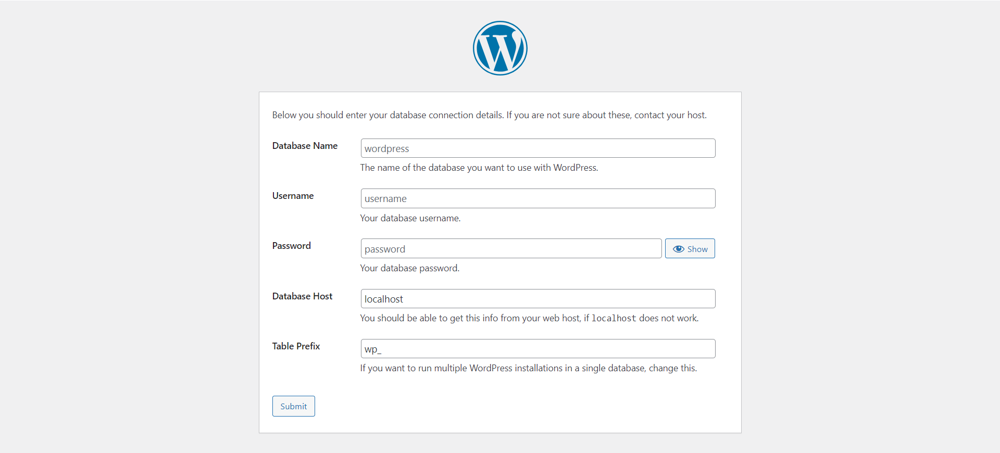 Below you should enter your database connection details. If you are not sure about these, contact your host.
Database Name
wordpress
The name of the database you want to use with WordPress.
Username
username
Your database username.
Password
password
Show
Your database password.
Database Host
localhost
You should be able to get this info from your web host, if localhost does not work.
Table Prefix
wp_
If you want to run multiple WordPress installations in a single database, change this.
Submit